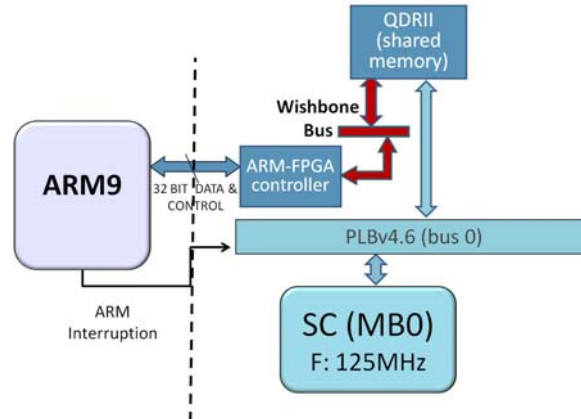 QDRII
(shared
memory)
Wishbone
Bus
ARM9
ARM-FPGA
controller
32 BIT DATA &
CONTROL
PLBv4.6 (bus 0)
ARM
Interruption
SC (MB0)
F: 125MHz